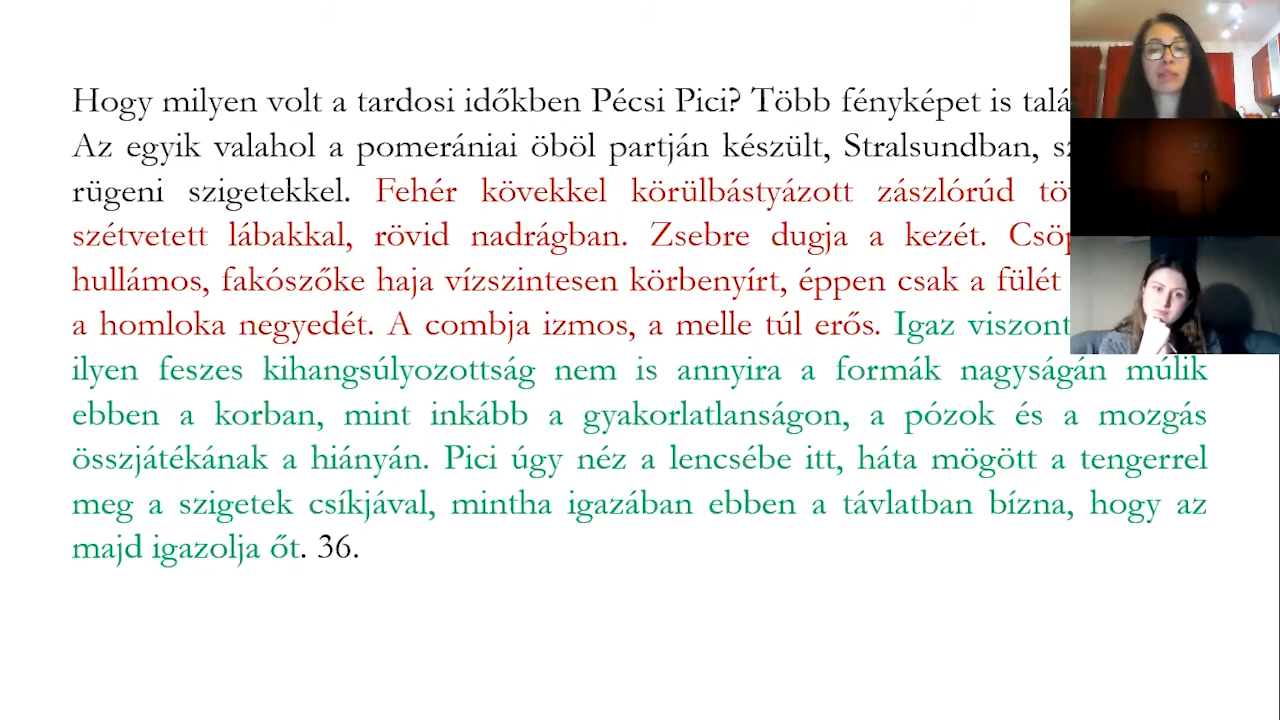 Hogy milyen volt a tardosi időkben Pécsi Pici? Több fényképet is
Az egyik valahol a pomerániai öböl partján készült, Stralsundban,
rügeni szigetekkel. Fehér kövekkel körülbástyázott zászlórúd
szétvetett lábakkal, rövid nadrágban. Zsebre dugja a kezét.
hullámos, fakószőke haja vízszintesen körbenyírt, éppen csak a fülét
a homloka negyedét. A combja izmos, a melle túl erős. Igaz viszont
ilyen feszes kihangsúlyozottság nem is annyira a formák nagyságán múlik
ebben a korban, mint inkább a gyakorlatlanságon, a pózok és a mozgás
összjátékának a hiányán. Pici úgy néz a lencsébe itt, háta mögött a tengerrel
meg a szigetek csíkjával, mintha igazában ebben a távlatban bízna, hogy az
majd igazolja őt. 36.